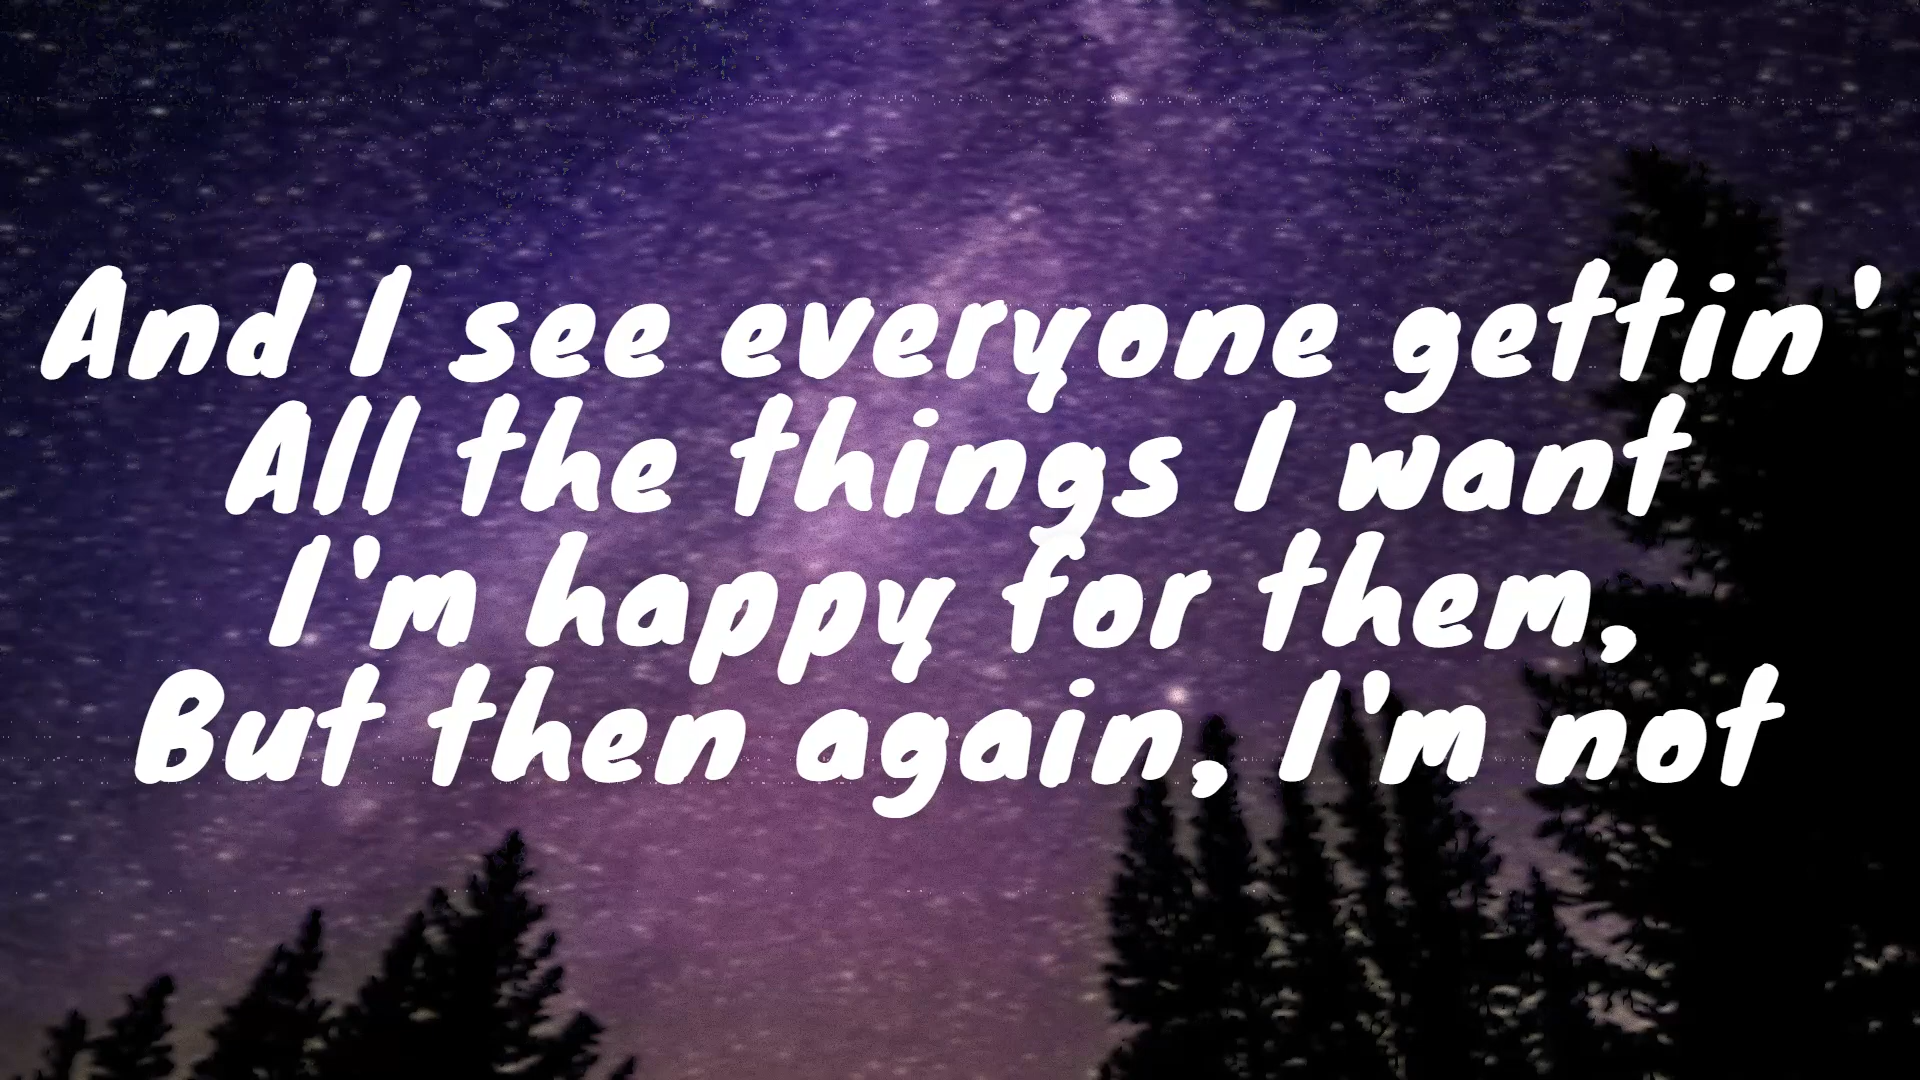 And I see everyone gettin'
All the things I want
I'm happy for them,
But then again, I'm not